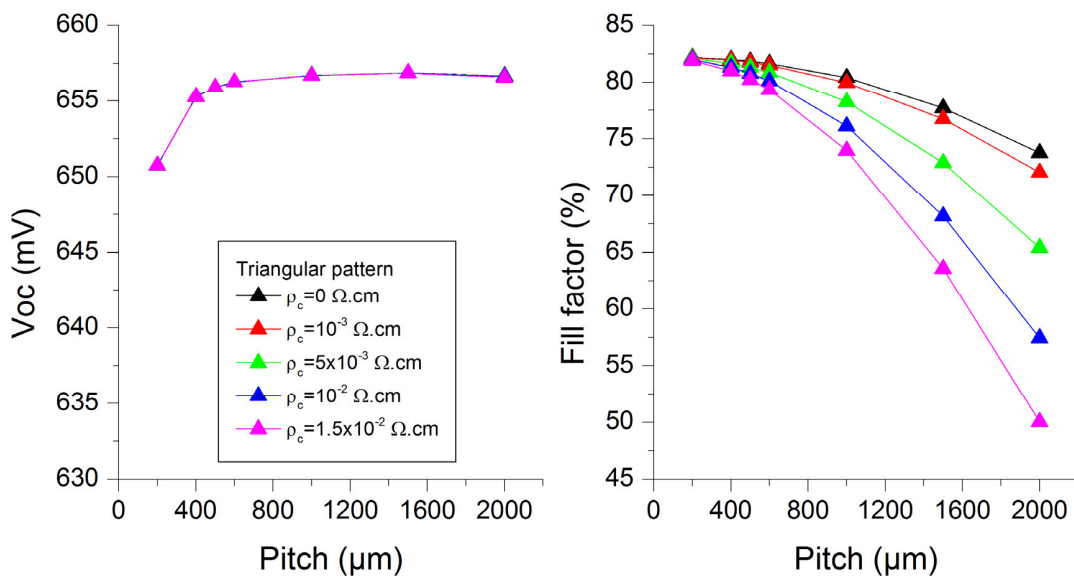 660
655
650
645
640
635
630
Voc (mV)
Triangular pattern
ρc=0 Ω.cm
ρc=10⁻³ Ω.cm
ρc=5x10⁻³ Ω.cm
ρc=10⁻² Ω.cm
ρc=1.5x10⁻² Ω.cm
0 400 800 1200 1600 2000
Pitch (µm)
85
80
75
70
65
60
55
50
45
Fill factor (%)
0 400 800 1200 1600 2000
Pitch (µm)